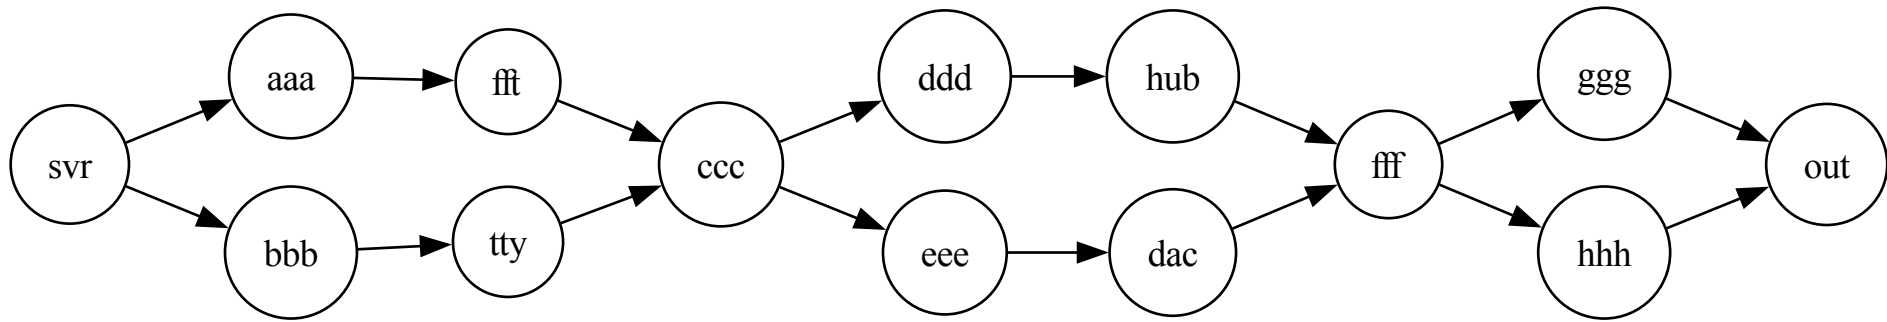 svr
aaa
bbb
fft
tty
ccc
ddd
eee
hub
dac
fff
ggg
hhh
out